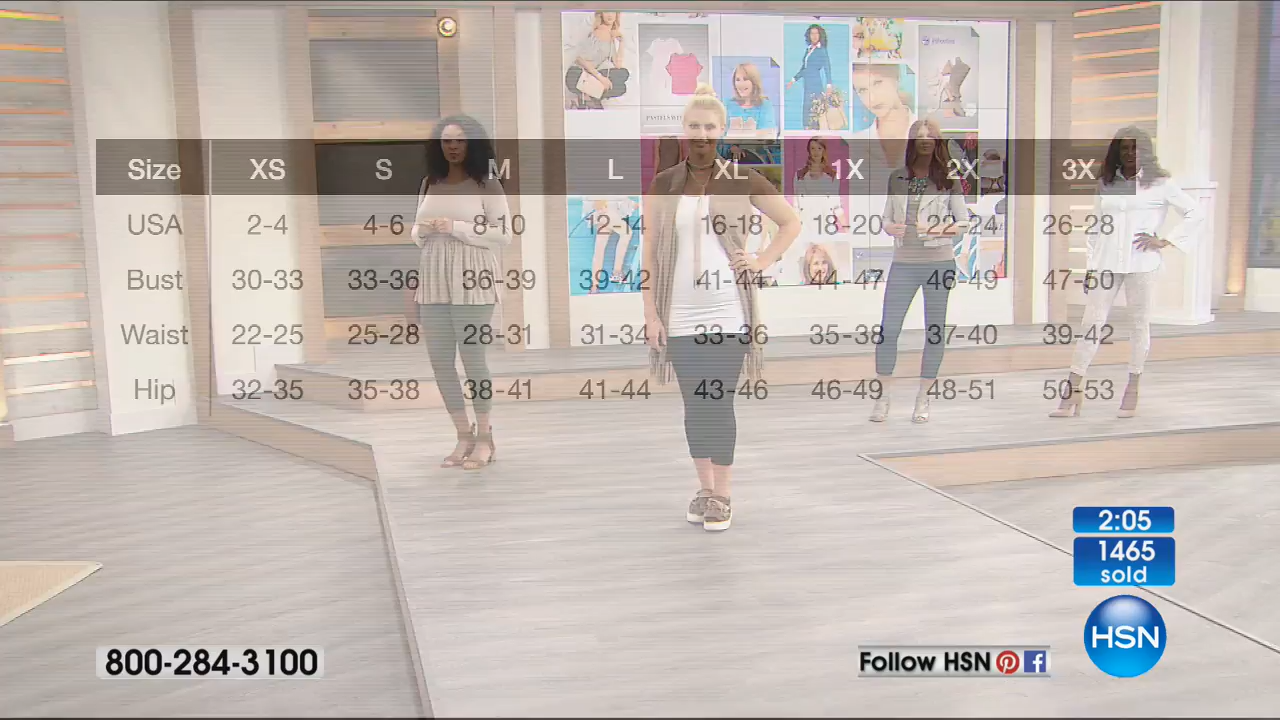 Size XS S M L XL 1X 2X 3X
USA 2-4 4-6 8-10 12-14 16-18 18-20 22-24 26-28
Bust 30-33 33-36 36-39 39-42 41-44 44-47 46-49 47-50
Waist 22-25 25-28 28-31 31-34 33-36 35-38 37-40 39-42
Hip 32-35 35-38 38-41 41-44 43-46 46-49 48-51 50-53
2:05
1465
sold
HSN
800-284-3100
Follow HSN